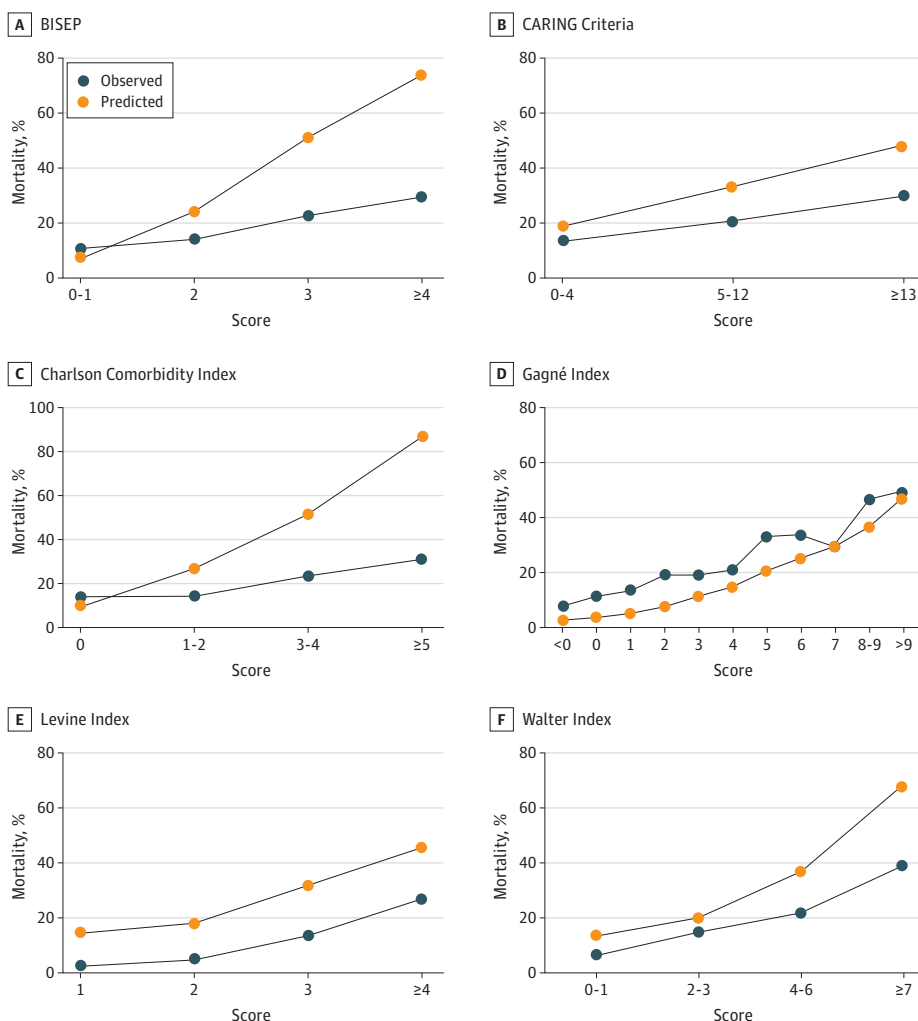 A BISEP
80
60
40
20
0
Mortality, %
Observed
Predicted
0-1 2 3 ≥4
Score
B CARING Criteria
80
60
40
20
0
Mortality, %
0-4 5-12 ≥13
Score
C Charlson Comorbidity Index
100
80
60
40
20
0
Mortality, %
0 1-2 3-4 ≥5
Score
D Gagné Index
80
60
40
20
0
Mortality, %
<0 0 1 2 3 4 5 6 7 8-9 >9
Score
E Levine Index
80
60
40
20
0
Mortality, %
1 2 3 ≥4
Score
F Walter Index
80
60
40
20
0
Mortality, %
0-1 2-3 4-6 ≥7
Score